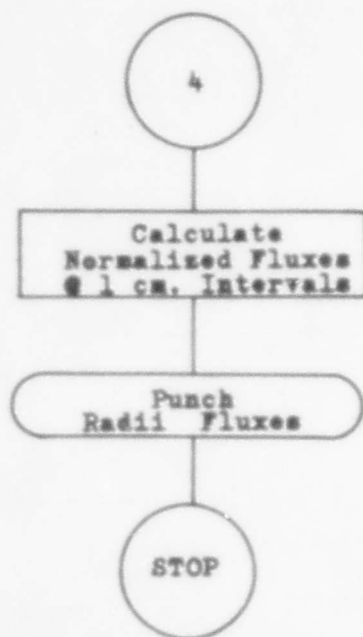 4
Calculate
Normalized Fluxes
@ 1 cm. Intervals
Punch
Radii Fluxes
STOP